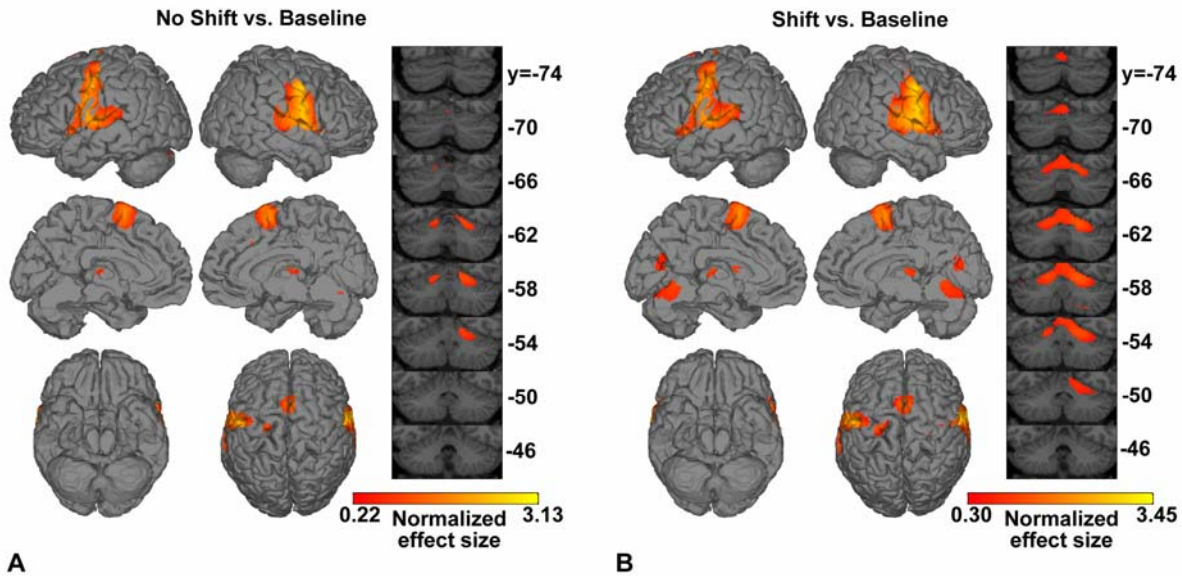 No Shift vs. Baseline
y=-74
-70
-66
-62
-58
-54
-50
-46
0.22 Normalized 3.13
effect size
A
Shift vs. Baseline
y=-74
-70
-66
-62
-58
-54
-50
-46
0.30 Normalized 3.45
effect size
B